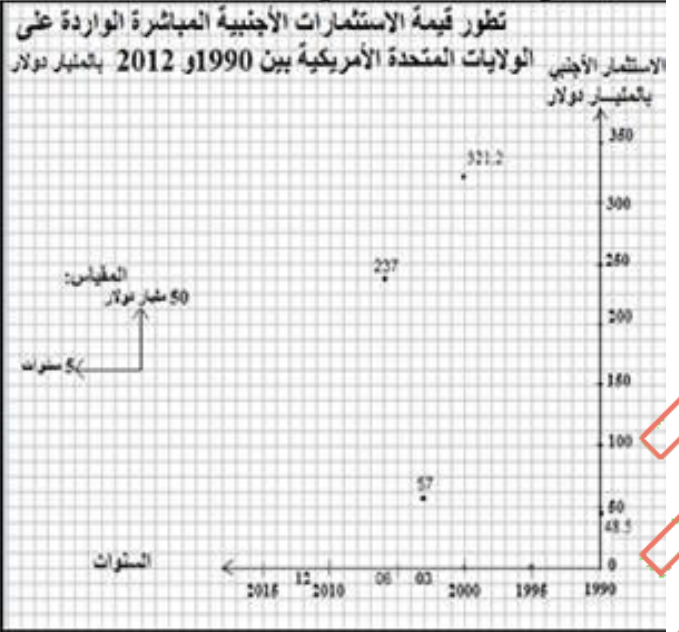 تطور قيمة الاستثمارات الأجنبية المباشرة الواردة على
الولايات المتحدة الأمريكية بين 1990و 2012 بالمليار دولار
الاستثمار الأجنبي
بالمليار دولار
350
321.2
300
250
237
المقياس:
50 مليار دولار
200
5 سنوات
150
100
57
50
48.5
السنوات
0
2015 12 2010 06 03 2000 1995 1990